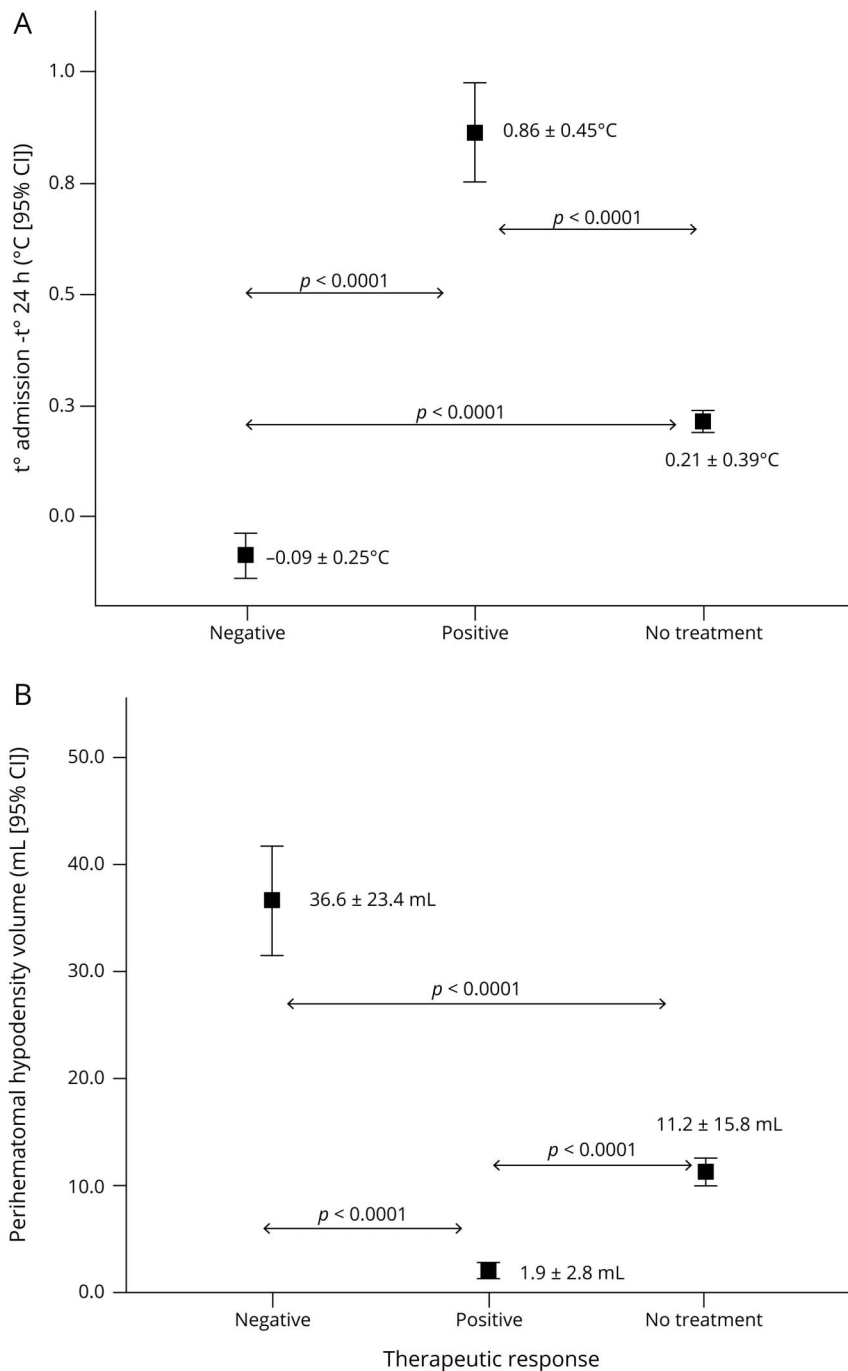 A
t° admission -t° 24 h (°C [95% CI])
1.0
0.8
0.5
0.3
0.0
0.86 ± 0.45°C
p < 0.0001
p < 0.0001
p < 0.0001
0.21 ± 0.39°C
–0.09 ± 0.25°C
Negative
Positive
No treatment
B
Perihematomal hypodensity volume (mL [95% CI])
50.0
40.0
30.0
20.0
10.0
0.0
36.6 ± 23.4 mL
p < 0.0001
11.2 ± 15.8 mL
p < 0.0001
p < 0.0001
1.9 ± 2.8 mL
Negative
Positive
No treatment
Therapeutic response